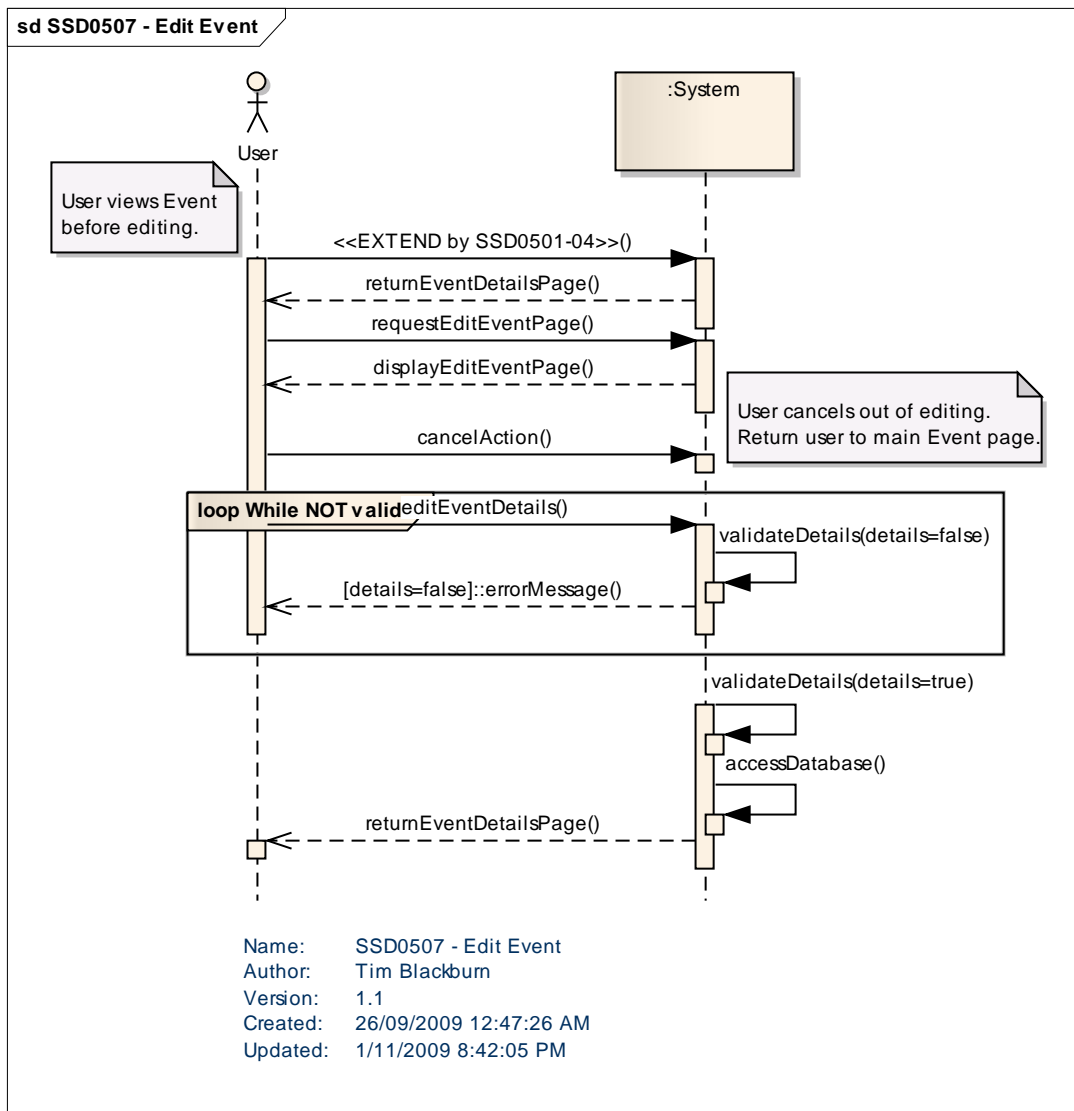 sd SSD0507 - Edit Event
:System
User
User views Event
before editing.
<<EXTEND by SSD0501-04>>()
returnEventDetailsPage()
requestEditEventPage()
displayEditEventPage()
User cancels out of editing.
Return user to main Event page.
cancelAction()
loop While NOT valid
editEventDetails()
validateDetails(details=false)
[details=false]::errorMessage()
validateDetails(details=true)
accessDatabase()
returnEventDetailsPage()
Name: SSD0507 - Edit Event
Author: Tim Blackburn
Version: 1.1
Created: 26/09/2009 12:47:26 AM
Updated: 1/11/2009 8:42:05 PM